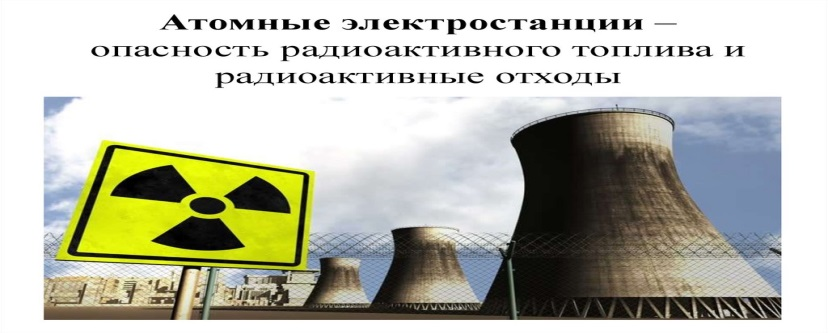 Атомные электростанции –
опасность радиоактивного топлива и
радиоактивные отходы